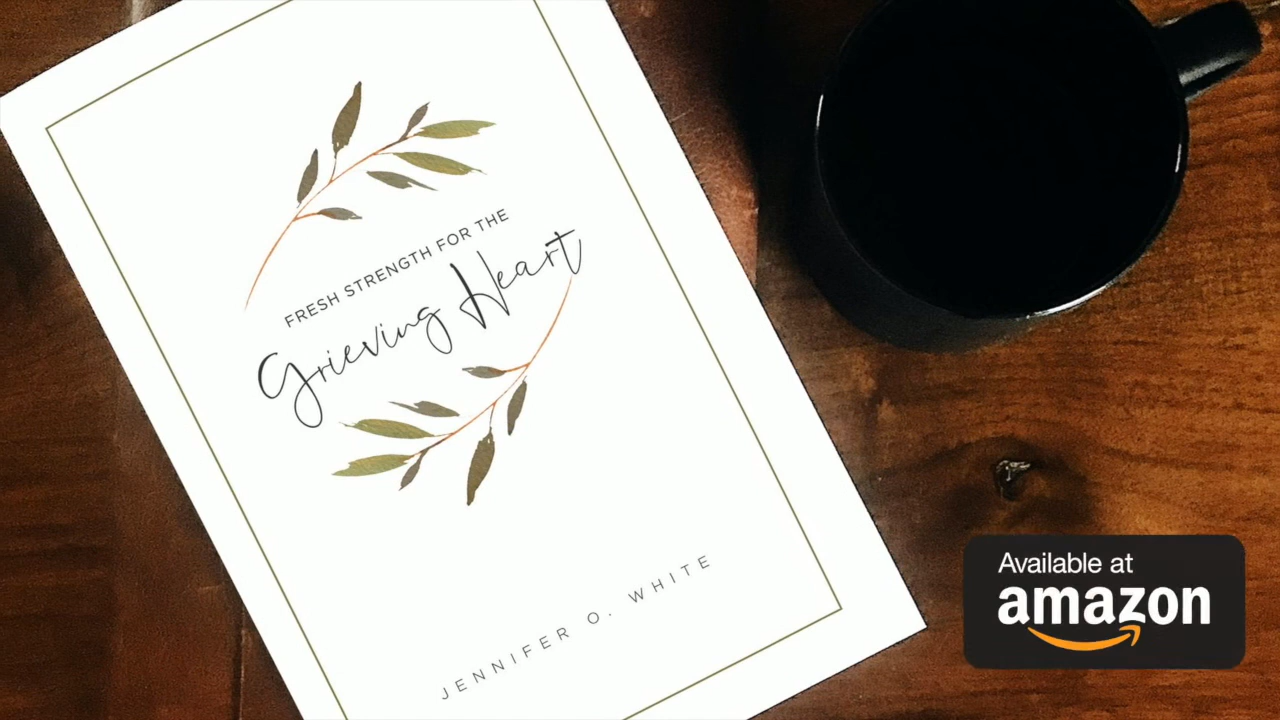 FRESH STRENGTH FOR THE
Grieving Heart
JENNIFER O. WHITE
Available at
amazon